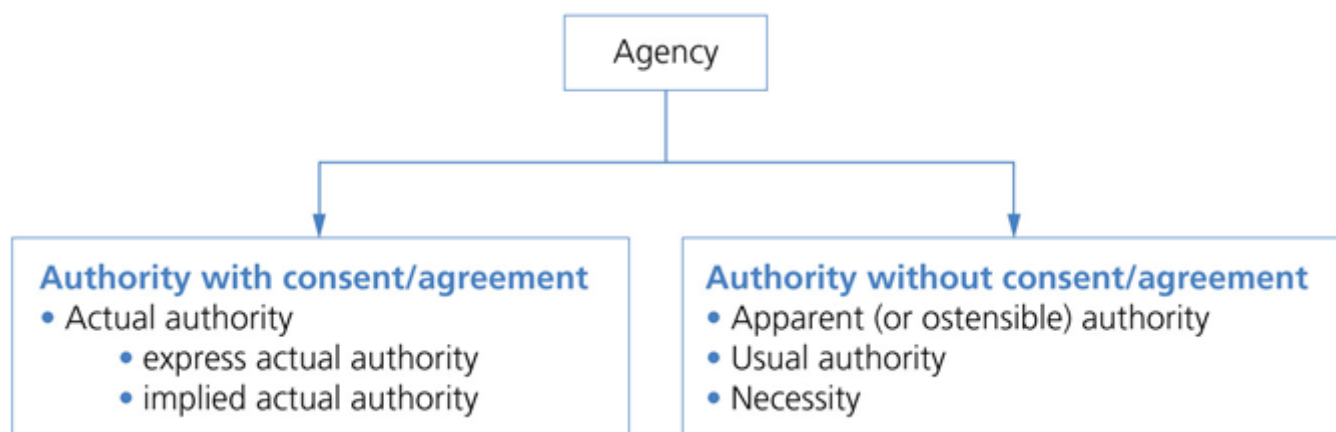 Agency
Authority with consent/agreement
• Actual authority
• express actual authority
• implied actual authority
Authority without consent/agreement
• Apparent (or ostensible) authority
• Usual authority
• Necessity